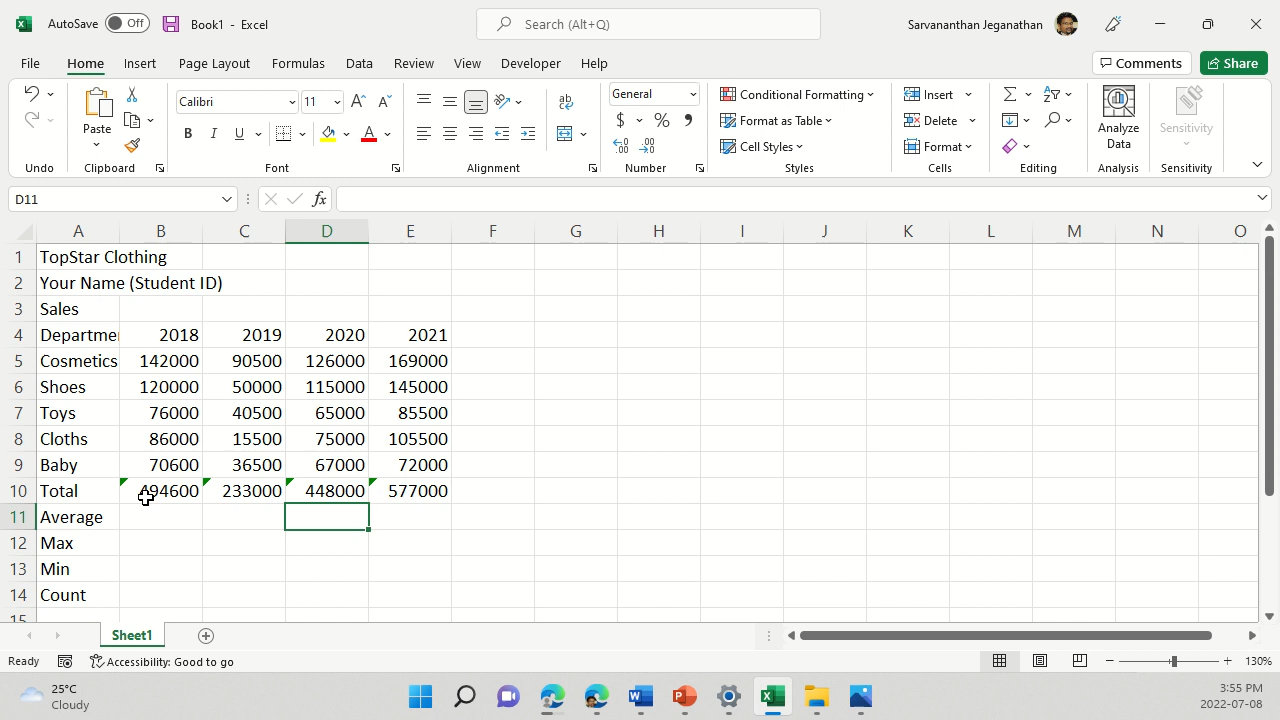 AutoSave Off Book1 - Excel Search (Alt+Q) Sarvananthan Jeganathan
File Home Insert Page Layout Formulas Data Review View Developer Help Comments Share
Calibri 11 General Conditional Formatting Insert
Paste B I U A $ % Format as Table Delete Analyze Data Sensitivity
Cell Styles Format
Undo Clipboard Font Alignment Number Styles Cells Editing Analysis Sensitivity
D11 fx
A B C D E F G H I J K L M N O
1 TopStar Clothing
2 Your Name (Student ID)
3 Sales
4 Departme 2018 2019 2020 2021
5 Cosmetics 142000 90500 126000 169000
6 Shoes 120000 50000 115000 145000
7 Toys 76000 40500 65000 85500
8 Cloths 86000 15500 75000 105500
9 Baby 70600 36500 67000 72000
10 Total 494600 233000 448000 577000
11 Average
12 Max
13 Min
14 Count
15
Sheet1
Ready Accessibility: Good to go 130%
25°C 3:55 PM
Cloudy 2022-07-08